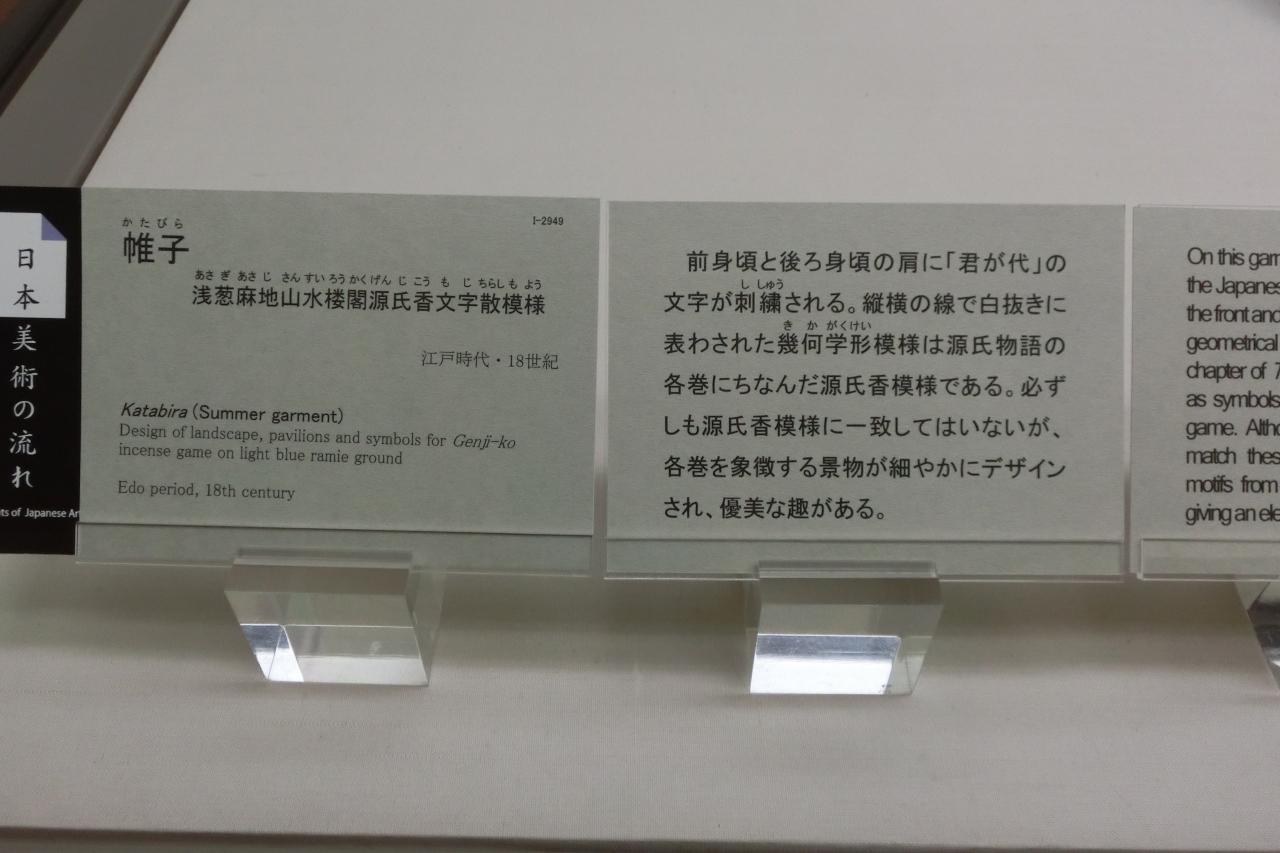 日本美術の流れ
ts of Japanese Ar
I-2949
かたびら
帷子
あさぎあさじさんすいろうかくげんじこうもじちらしもよう
浅葱麻地山水楼閣源氏香文字散模様
江戸時代・18世紀
Katabira (Summer garment)
Design of landscape, pavilions and symbols for Genji-ko
incense game on light blue ramie ground
Edo period, 18th century
前身頃と後ろ身頃の肩に「君が代」の
ししゅう
文字が刺繡される。縦横の線で白抜きに
きかがくけい
表わされた幾何学形模様は源氏物語の
各巻にちなんだ源氏香模様である。必ず
しも源氏香模様に一致してはいないが、
各巻を象徴する景物が細やかにデザイン
され、優美な趣がある。
On this garm
the Japanes
the front and
geometrical
chapter of T
as symbols
game. Altho
match thes
motifs from
giving an ele